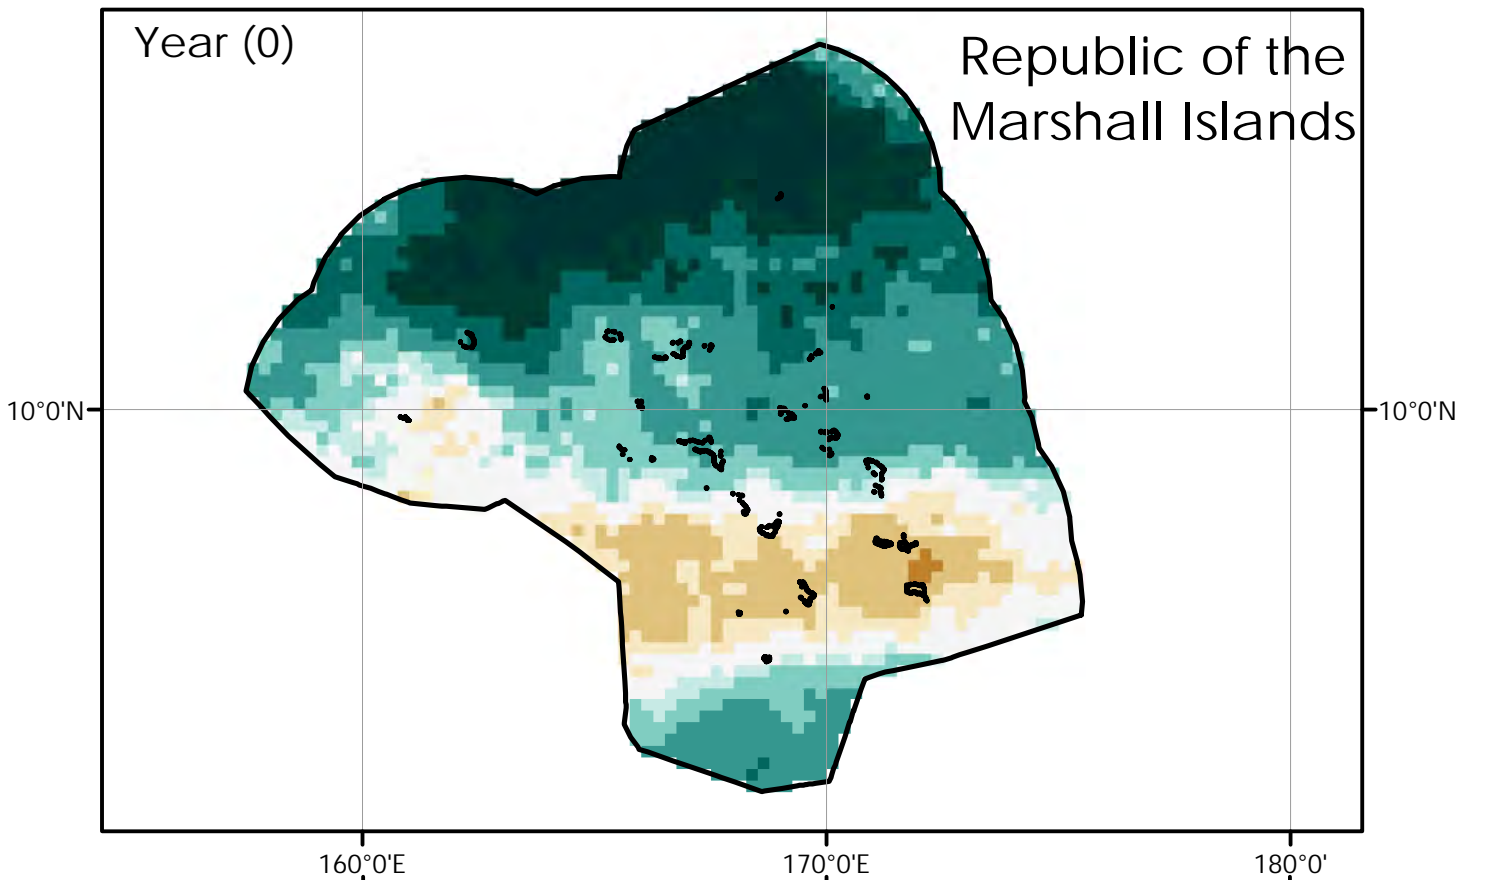 Year (0)
Republic of the
Marshall Islands
10°0'N
10°0'N
160°0'E
170°0'E
180°0'